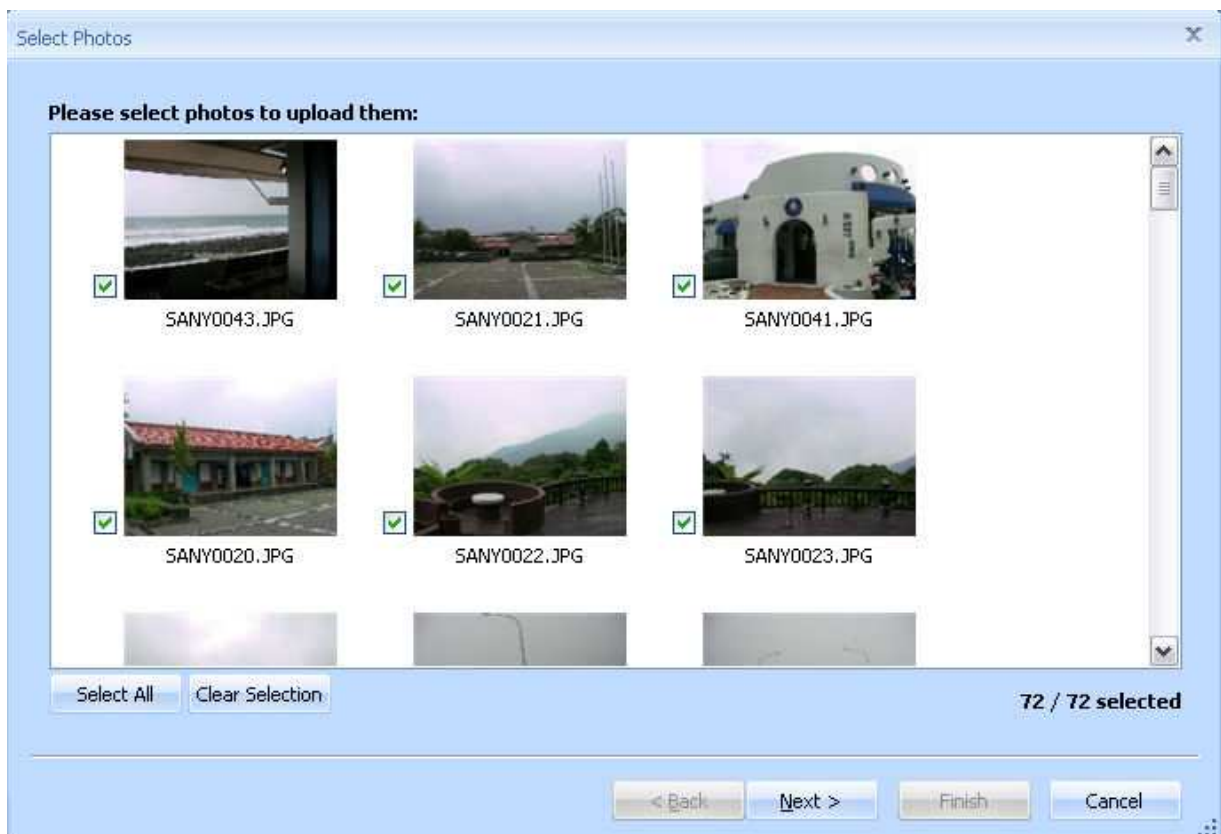 Select Photos
Please select photos to upload them:
SANY0043.JPG
SANY0021.JPG
SANY0041.JPG
SANY0020.JPG
SANY0022.JPG
SANY0023.JPG
Select All
Clear Selection
72 / 72 selected
< Back
Next >
Finish
Cancel